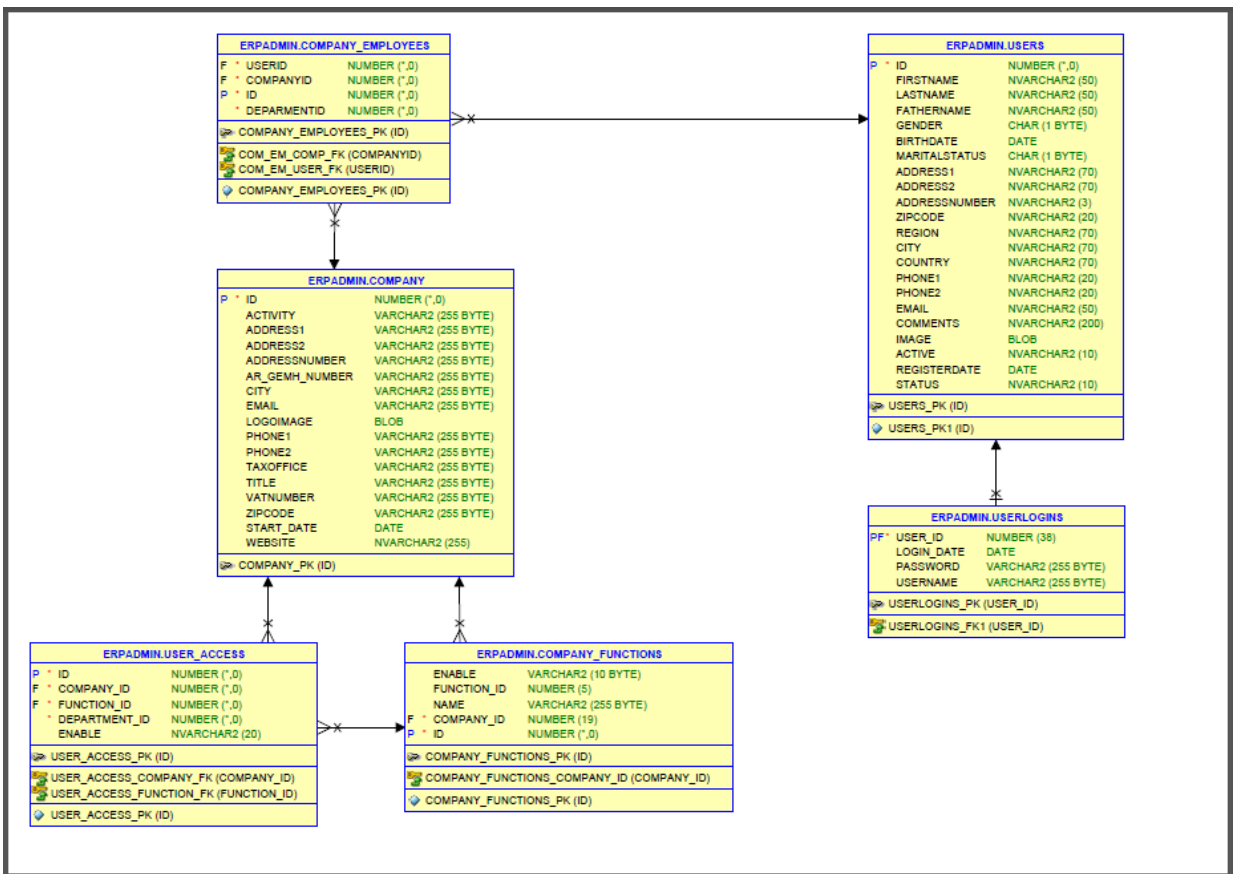 ERPADMIN.COMPANY_EMPLOYEES
F * USERID NUMBER (*,0)
F * COMPANYID NUMBER (*,0)
P * ID NUMBER (*,0)
* DEPARMENTID NUMBER (*,0)
COMPANY_EMPLOYEES_PK (ID)
COM_EM_COMP_FK (COMPANYID)
COM_EM_USER_FK (USERID)
COMPANY_EMPLOYEES_PK (ID)
ERPADMIN.USERS
P * ID NUMBER (*,0)
FIRSTNAME NVARCHAR2 (50)
LASTNAME NVARCHAR2 (50)
FATHERNAME NVARCHAR2 (50)
GENDER CHAR (1 BYTE)
BIRTHDATE DATE
MARITALSTATUS CHAR (1 BYTE)
ADDRESS1 NVARCHAR2 (70)
ADDRESS2 NVARCHAR2 (70)
ADDRESSNUMBER NVARCHAR2 (3)
ZIPCODE NVARCHAR2 (20)
REGION NVARCHAR2 (70)
CITY NVARCHAR2 (70)
COUNTRY NVARCHAR2 (70)
PHONE1 NVARCHAR2 (20)
PHONE2 NVARCHAR2 (20)
EMAIL NVARCHAR2 (50)
COMMENTS NVARCHAR2 (200)
IMAGE BLOB
ACTIVE NVARCHAR2 (10)
REGISTERDATE DATE
STATUS NVARCHAR2 (10)
USERS_PK (ID)
USERS_PK1 (ID)
ERPADMIN.COMPANY
P * ID NUMBER (*,0)
ACTIVITY VARCHAR2 (255 BYTE)
ADDRESS1 VARCHAR2 (255 BYTE)
ADDRESS2 VARCHAR2 (255 BYTE)
ADDRESSNUMBER VARCHAR2 (255 BYTE)
AR_GEMH_NUMBER VARCHAR2 (255 BYTE)
CITY VARCHAR2 (255 BYTE)
EMAIL VARCHAR2 (255 BYTE)
LOGOIMAGE BLOB
PHONE1 VARCHAR2 (255 BYTE)
PHONE2 VARCHAR2 (255 BYTE)
TAXOFFICE VARCHAR2 (255 BYTE)
TITLE VARCHAR2 (255 BYTE)
VATNUMBER VARCHAR2 (255 BYTE)
ZIPCODE VARCHAR2 (255 BYTE)
START_DATE DATE
WEBSITE NVARCHAR2 (255)
COMPANY_PK (ID)
ERPADMIN.USERLOGINS
PF* USER_ID NUMBER (38)
LOGIN_DATE DATE
PASSWORD VARCHAR2 (255 BYTE)
USERNAME VARCHAR2 (255 BYTE)
USERLOGINS_PK (USER_ID)
USERLOGINS_FK1 (USER_ID)
ERPADMIN.USER_ACCESS
P * ID NUMBER (*,0)
F * COMPANY_ID NUMBER (*,0)
F * FUNCTION_ID NUMBER (*,0)
* DEPARTMENT_ID NUMBER (*,0)
ENABLE NVARCHAR2 (20)
USER_ACCESS_PK (ID)
USER_ACCESS_COMPANY_FK (COMPANY_ID)
USER_ACCESS_FUNCTION_FK (FUNCTION_ID)
USER_ACCESS_PK (ID)
ERPADMIN.COMPANY_FUNCTIONS
ENABLE VARCHAR2 (10 BYTE)
FUNCTION_ID NUMBER (5)
NAME VARCHAR2 (255 BYTE)
F * COMPANY_ID NUMBER (19)
P * ID NUMBER (*,0)
COMPANY_FUNCTIONS_PK (ID)
COMPANY_FUNCTIONS_COMPANY_ID (COMPANY_ID)
COMPANY_FUNCTIONS_PK (ID)